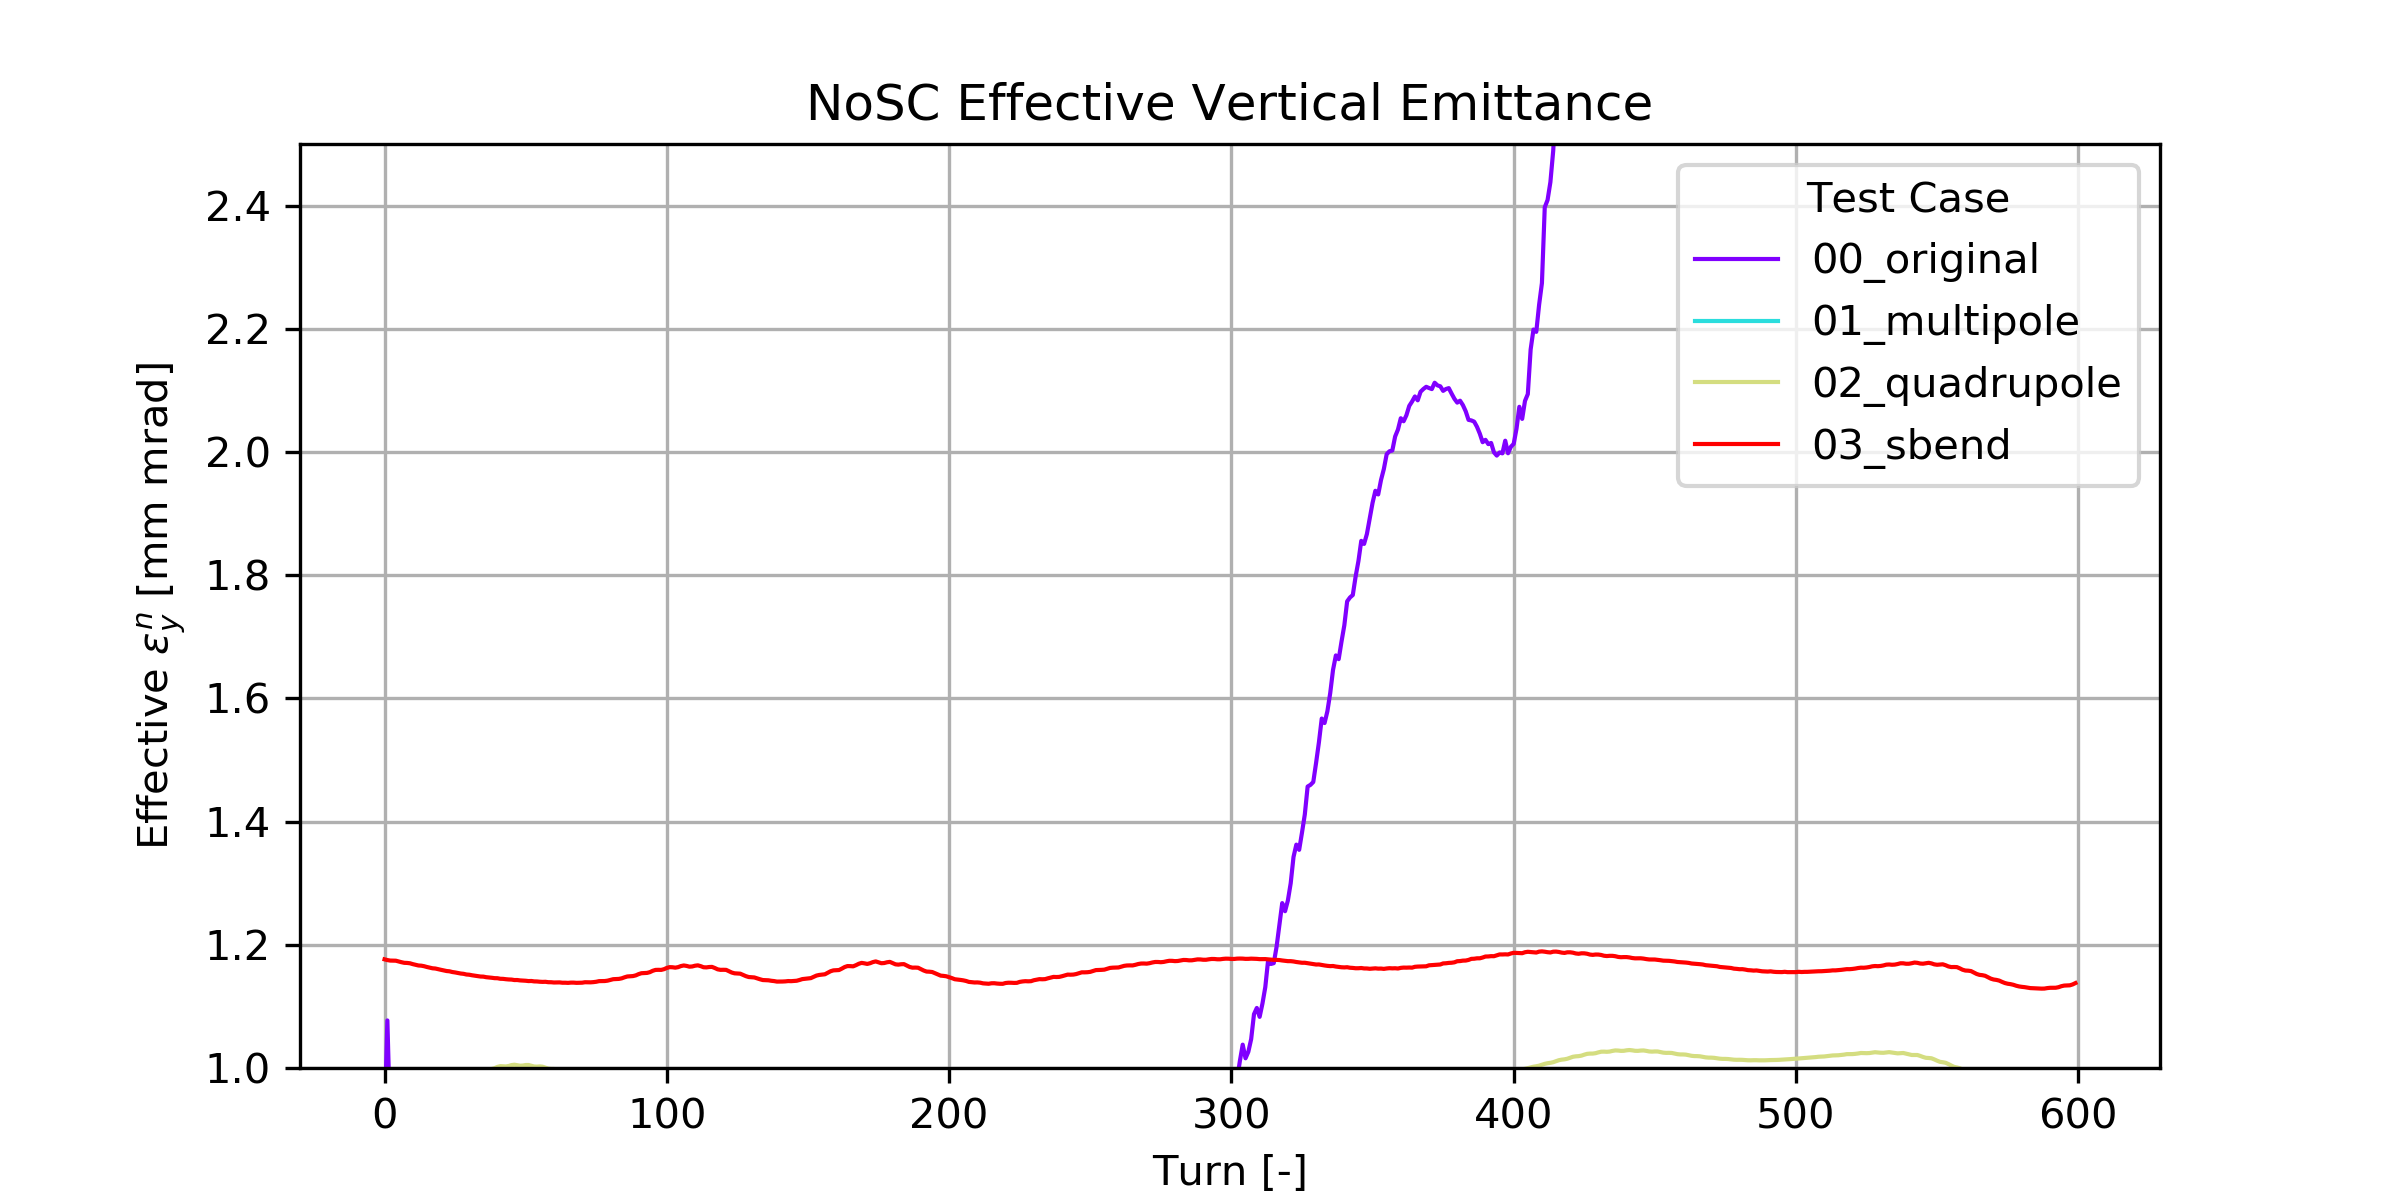 NoSC Effective Vertical Emittance
Effective εⁿᵧ [mm mrad]
2.4
2.2
2.0
1.8
1.6
1.4
1.2
1.0
Test Case
00_original
01_multipole
02_quadrupole
03_sbend
0 100 200 300 400 500 600
Turn [-]